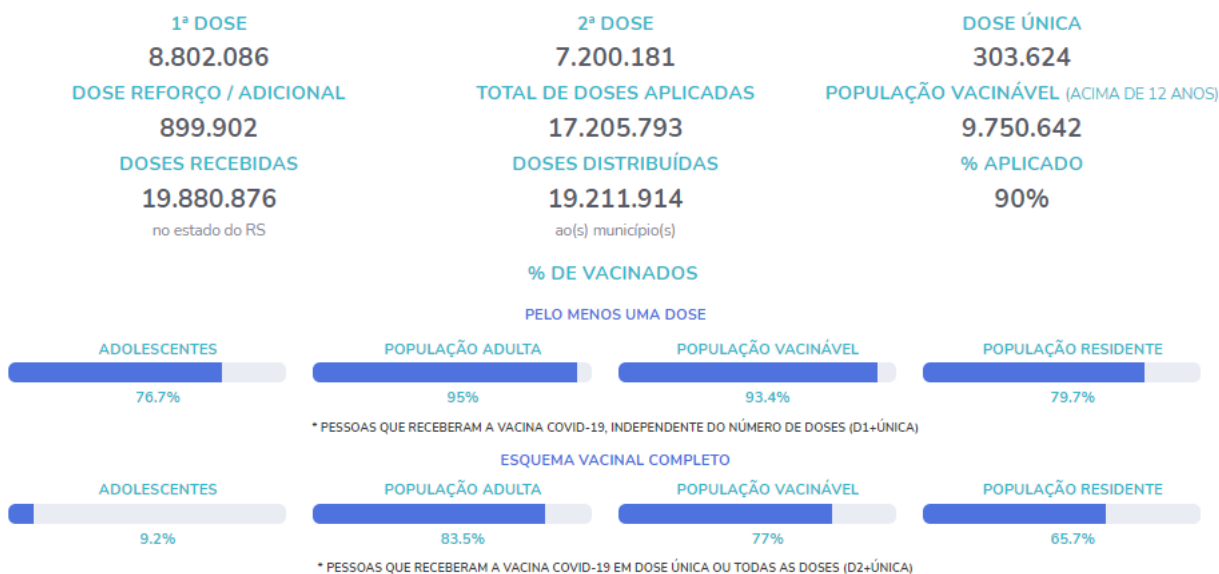 1ª DOSE
2ª DOSE
DOSE ÚNICA
8.802.086
7.200.181
303.624
DOSE REFORÇO / ADICIONAL
TOTAL DE DOSES APLICADAS
POPULAÇÃO VACINÁVEL (ACIMA DE 12 ANOS)
899.902
17.205.793
9.750.642
DOSES RECEBIDAS
DOSES DISTRIBUÍDAS
% APLICADO
19.880.876
19.211.914
90%
no estado do RS
ao(s) município(s)
% DE VACINADOS
PELO MENOS UMA DOSE
ADOLESCENTES
POPULAÇÃO ADULTA
POPULAÇÃO VACINÁVEL
POPULAÇÃO RESIDENTE
76.7%
95%
93.4%
79.7%
* PESSOAS QUE RECEBERAM A VACINA COVID-19, INDEPENDENTE DO NÚMERO DE DOSES (D1+ÚNICA)
ESQUEMA VACINAL COMPLETO
ADOLESCENTES
POPULAÇÃO ADULTA
POPULAÇÃO VACINÁVEL
POPULAÇÃO RESIDENTE
9.2%
83.5%
77%
65.7%
* PESSOAS QUE RECEBERAM A VACINA COVID-19 EM DOSE ÚNICA OU TODAS AS DOSES (D2+ÚNICA)